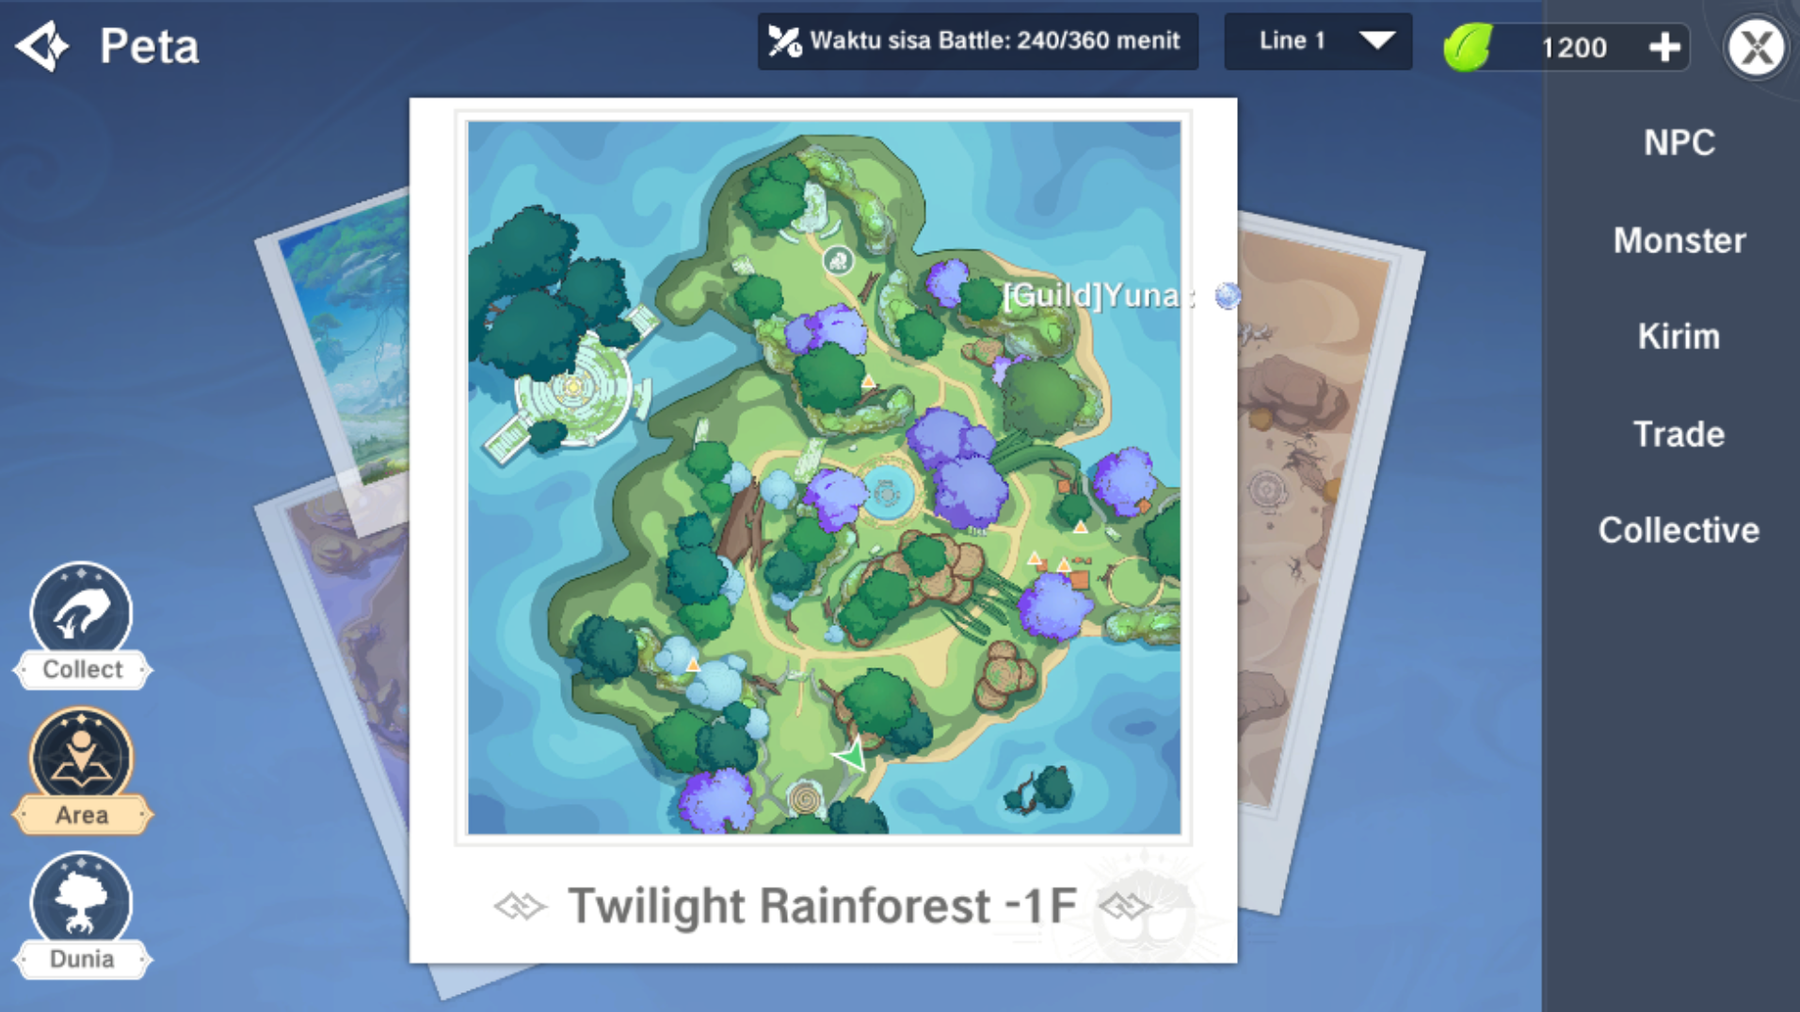 Peta
Waktu sisa Battle: 240/360 menit
Line 1
1200
NPC
Monster
[Guild]Yuna :
Kirim
Trade
Collective
Collect
Area
Dunia
Twilight Rainforest -1F